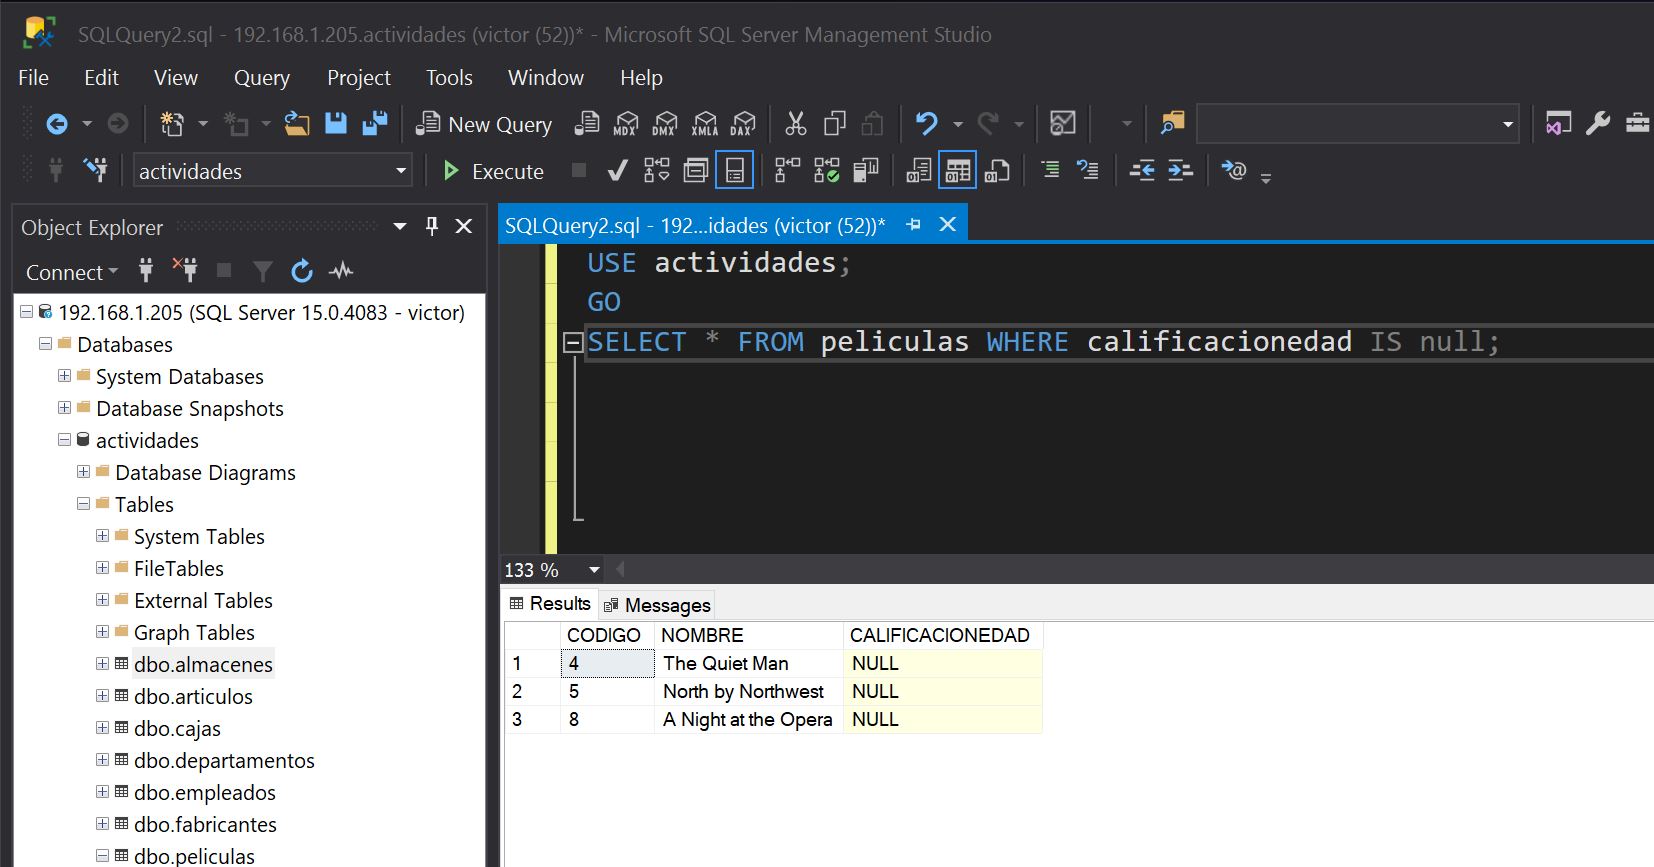 SQLQuery2.sql - 192.168.1.205.actividades (victor (52))* - Microsoft SQL Server Management Studio
File Edit View Query Project Tools Window Help
New Query MDX DMX XMLA DAX
actividades Execute
Object Explorer
Connect
192.168.1.205 (SQL Server 15.0.4083 - victor)
Databases
System Databases
Database Snapshots
actividades
Database Diagrams
Tables
System Tables
FileTables
External Tables
Graph Tables
dbo.almacenes
dbo.articulos
dbo.cajas
dbo.departamentos
dbo.empleados
dbo.fabricantes
dbo.peliculas
SQLQuery2.sql - 192...idades (victor (52))*
USE actividades;
GO
SELECT * FROM peliculas WHERE calificacionedad IS null;
133 %
Results Messages
CODIGO NOMBRE CALIFICACIONEDAD
1 4 The Quiet Man NULL
2 5 North by Northwest NULL
3 8 A Night at the Opera NULL